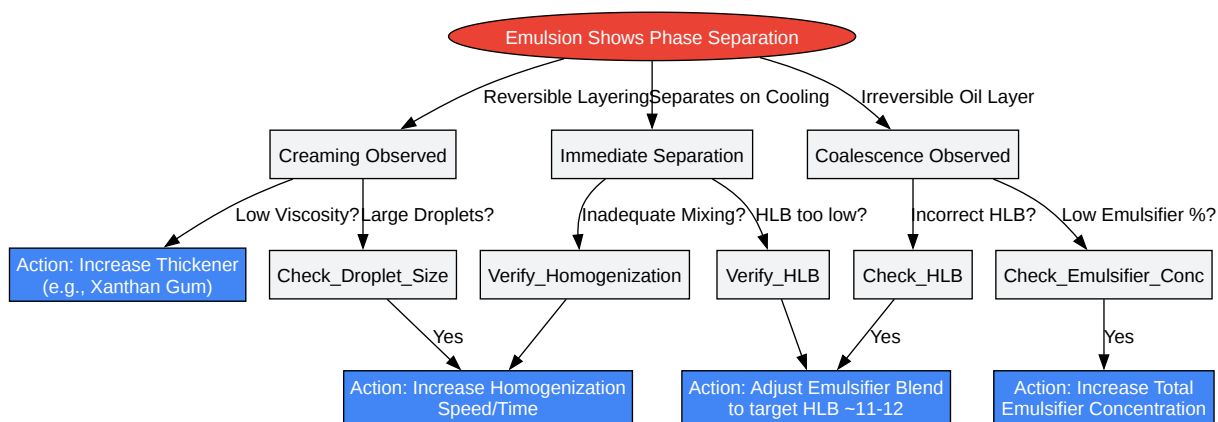 Emulsion Shows Phase Separation
Reversible Layering
Separates on Cooling
Irreversible Oil Layer
Creaming Observed
Immediate Separation
Coalescence Observed
Low Viscosity?
Large Droplets?
Inadequate Mixing?
HLB too low?
Incorrect HLB?
Low Emulsifier %?
Action: Increase Thickener
(e.g., Xanthan Gum)
Check_Droplet_Size
Verify_Homogenization
Verify_HLB
Check_HLB
Check_Emulsifier_Conc
Yes
Yes
Yes
Action: Increase Homogenization
Speed/Time
Action: Adjust Emulsifier Blend
to target HLB ~11-12
Action: Increase Total
Emulsifier Concentration